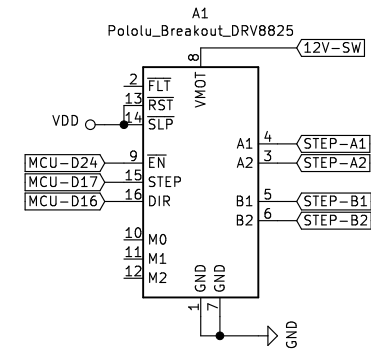 A1
Pololu_Breakout_DRV8825
8
12V-SW
VMOT
2 FLT
13 RST
VDD
14 SLP
A1 4 STEP-A1
MCU-D24 9 EN
A2 3 STEP-A2
MCU-D17 15 STEP
MCU-D16 16 DIR
B1 5 STEP-B1
B2 6 STEP-B2
10 M0
11 M1
12 M2
GND
GND
1
7
GND